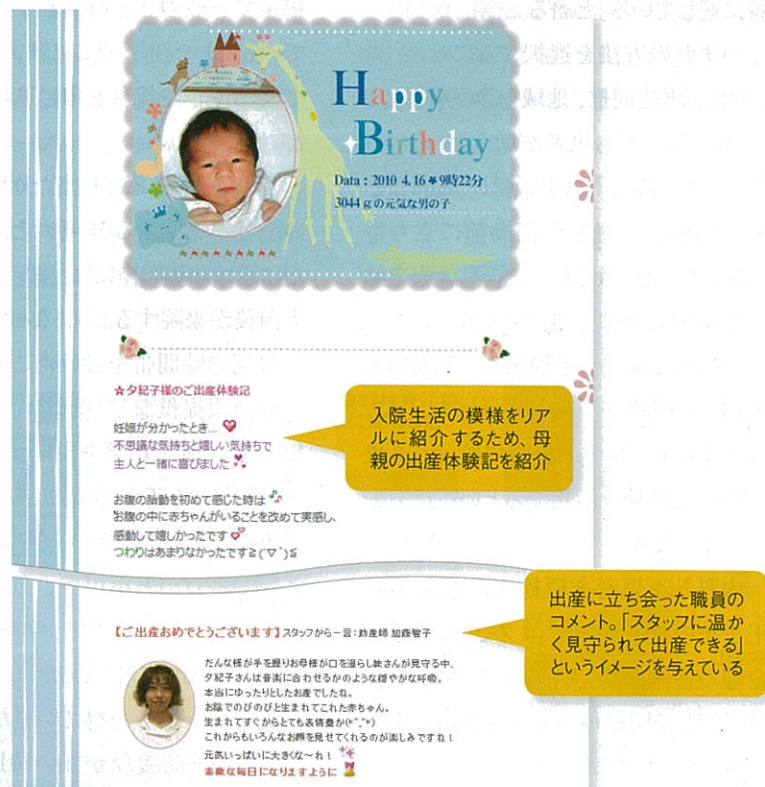 Happy
Birthday
Data : 2010 4.16 9時22分
3044gの元気な男の子
☆夕紀子様のご出産体験記
妊娠が分かったとき…
不思議な気持ちと嬉しい気持ちで
主人と一緒に喜びました
お腹の胎動を初めて感じた時は
お腹の中に赤ちゃんがいることを改めて実感し、
感動して嬉しかったです
つわりはあまりなかったです≧(´▽`)≦
入院生活の模様をリア
ルに紹介するため、母
親の出産体験記を紹介
【ご出産おめでとうございます】スタッフから一言:助産師 加藤智子
だんな様が手を握りお母様が口を湿らし妹さんが見守る中、
夕紀子さんは音楽に合わせるかのような穏やかな呼吸。
本当にゆったりとしたお産でしたね。
お陰でのびのびと生まれてこれた赤ちゃん。
生まれてすぐからとても表情豊か(*^_^*)
これからもいろんなお顔を見せてくれるのが楽しみですね!
元気いっぱいに大きくな~れ!
素敵な毎日になりますように
出産に立ち会った職員の
コメント。「スタッフに温か
く見守られて出産できる」
というイメージを与えている